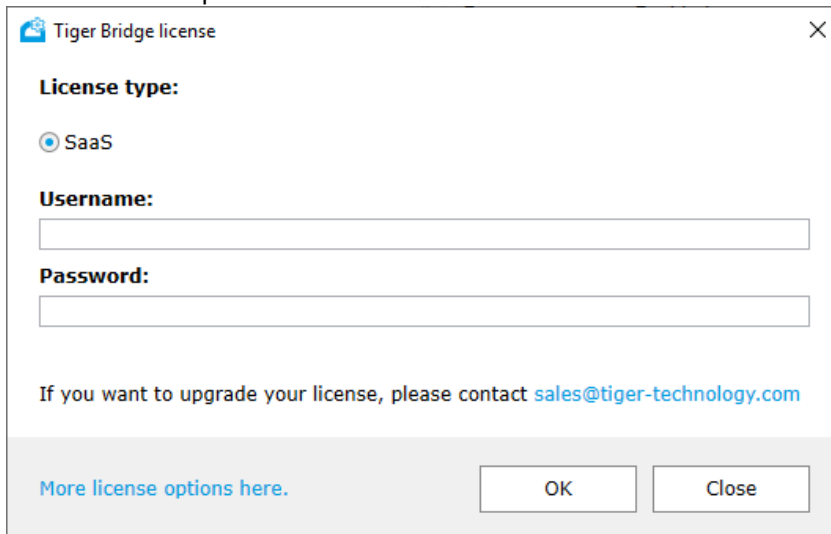 Tiger Bridge license
License type:
SaaS
Username:
Password:
If you want to upgrade your license, please contact sales@tiger-technology.com
More license options here.
OK
Close